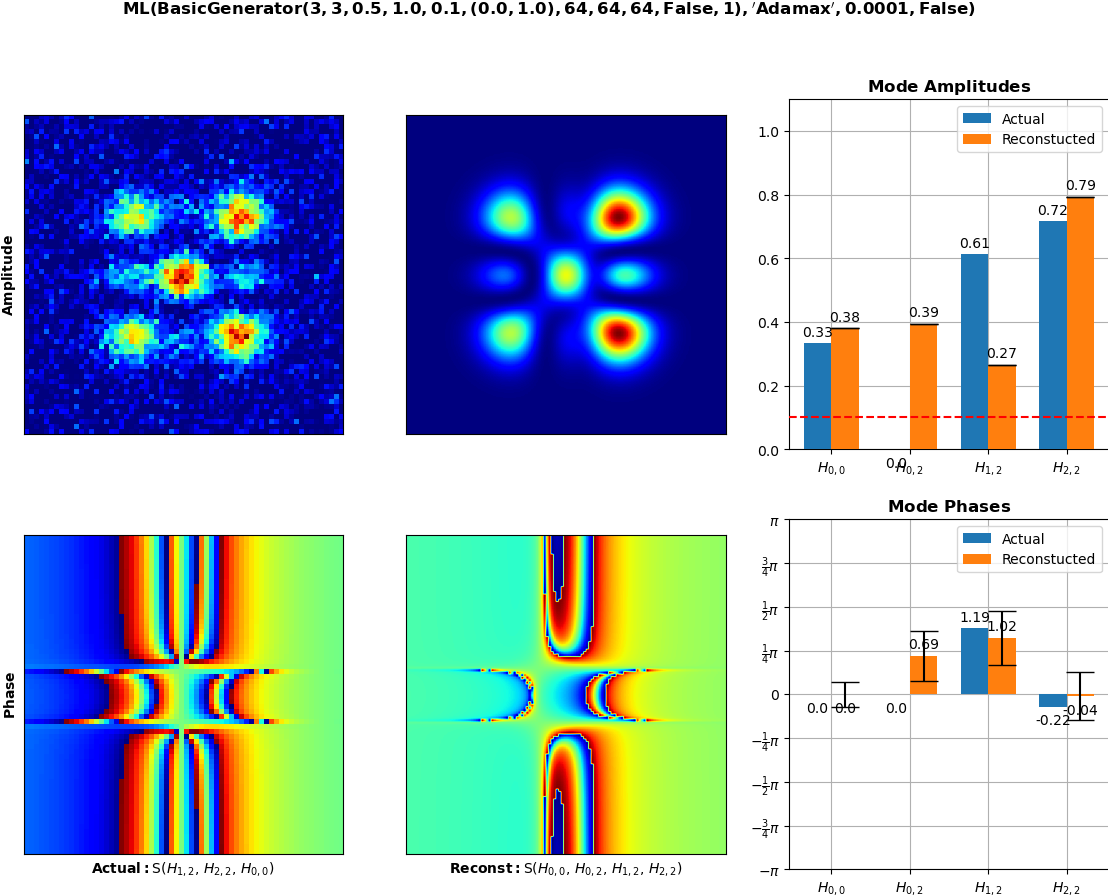 ML(BasicGenerator(3, 3, 0.5, 1.0, 0.1, (0.0, 1.0), 64, 64, 64, False, 1), 'Adamax', 0.0001, False)
Amplitude
Mode Amplitudes
Actual
Reconstucted
1.0
0.8
0.6
0.4
0.2
0.0
0.33
0.38
0.0
0.39
0.61
0.27
0.72
0.79
H0,0
H0,2
H1,2
H2,2
Phase
Actual: S(H1,2, H2,2, H0,0)
Reconst: S(H0,0, H0,2, H1,2, H2,2)
Mode Phases
Actual
Reconstucted
π
3/4π
1/2π
1/4π
0
−1/4π
−1/2π
−3/4π
−π
0.0
0.0
0.0
0.69
1.19
1.02
-0.22
-0.04
H0,0
H0,2
H1,2
H2,2